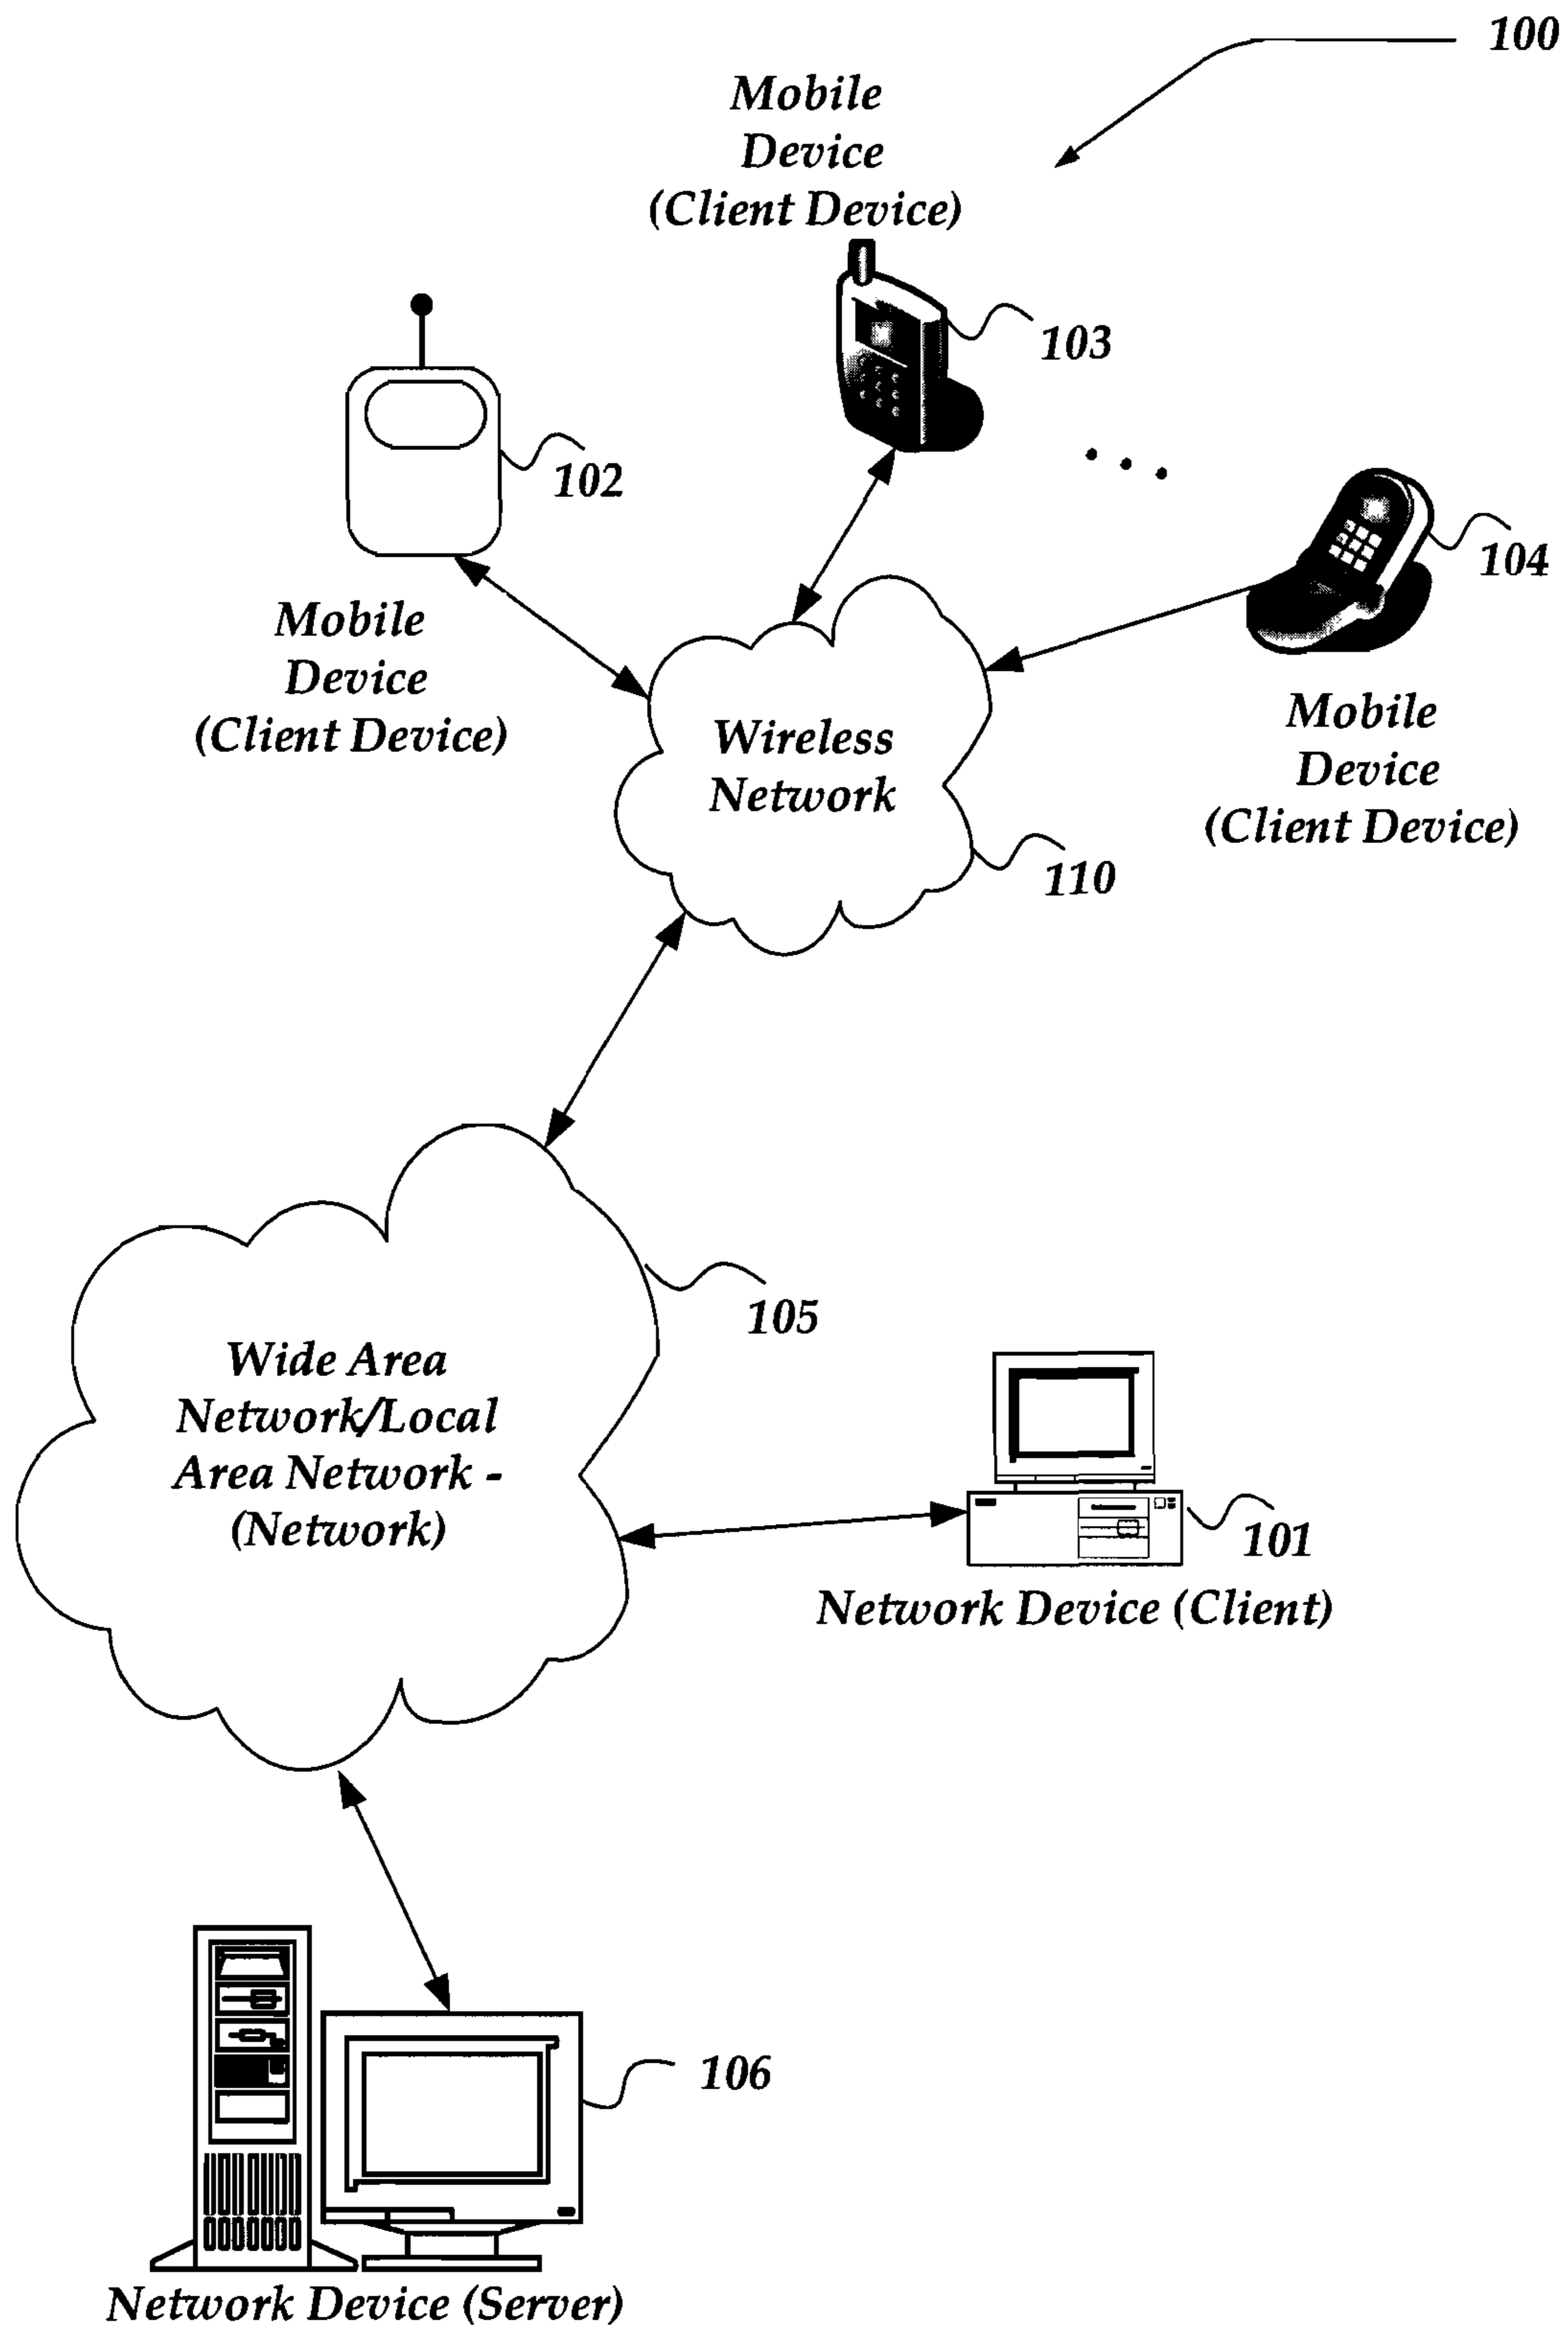 100
Mobile
Device
(Client Device)
103
102
104
Mobile
Device
(Client Device)
Mobile
Device
(Client Device)
Wireless
Network
110
105
Wide Area
Network/Local
Area Network -
(Network)
101
Network Device (Client)
106
Network Device (Server)